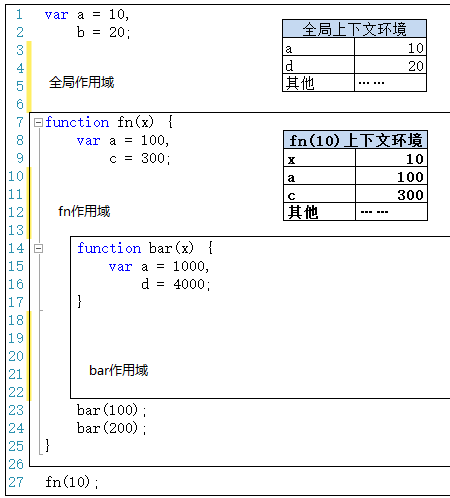 1 var a = 10,
2 b = 20;
3
4
5 全局作用域
6
7 function fn(x) {
8 var a = 100,
9 c = 300;
10
11
12 fn作用域
13
14 function bar(x) {
15 var a = 1000,
16 d = 4000;
17 }
18
19
20
21 bar作用域
22
23 bar(100);
24 bar(200);
25 }
26
27 fn(10);
全局上下文环境
a 10
d 20
其他 ……
fn(10)上下文环境
x 10
a 100
c 300
其他 ……